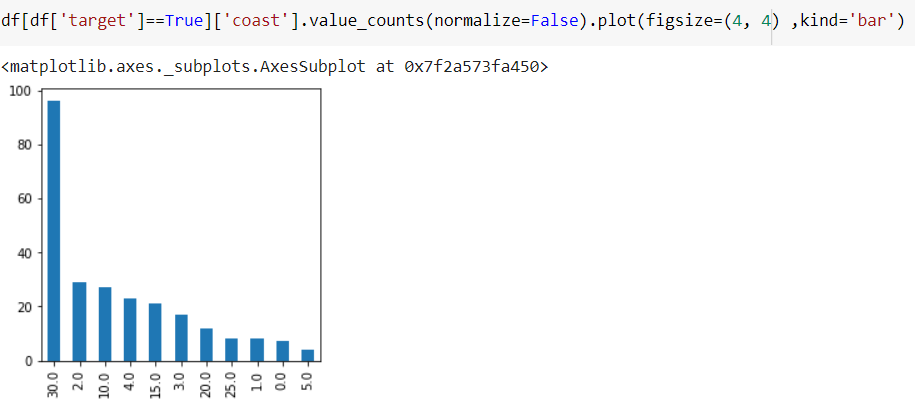 df[df['target']==True]['coast'].value_counts(normalize=False).plot(figsize=(4, 4) ,kind='bar')
<matplotlib.axes._subplots.AxesSubplot at 0x7f2a573fa450>
100
80
60
40
20
0
30.0 2.0 10.0 4.0 15.0 3.0 20.0 25.0 1.0 0.0 5.0